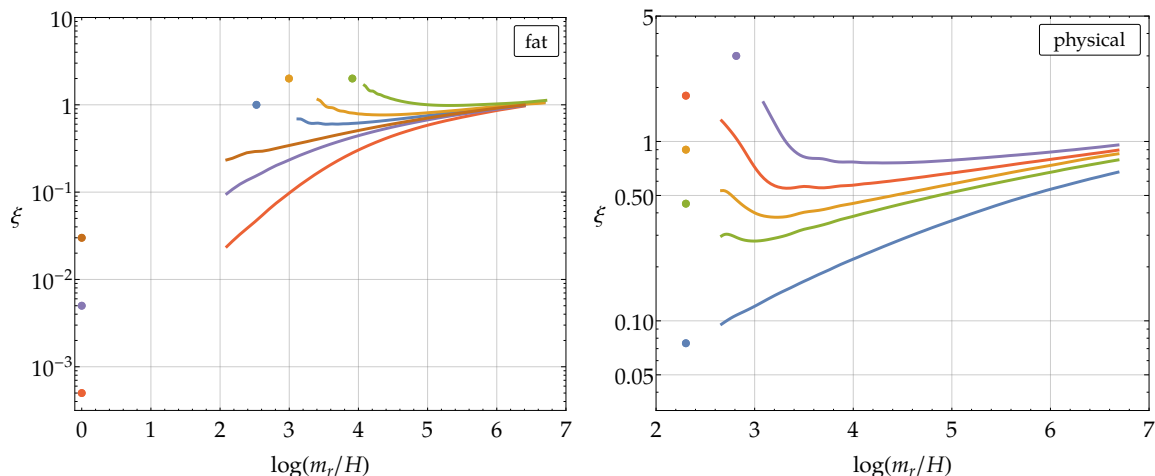 fat
10
1
10⁻¹
10⁻²
10⁻³
ξ
0 1 2 3 4 5 6 7
log(m_r/H)
physical
5
1
0.50
0.10
0.05
ξ
2 3 4 5 6 7
log(m_r/H)